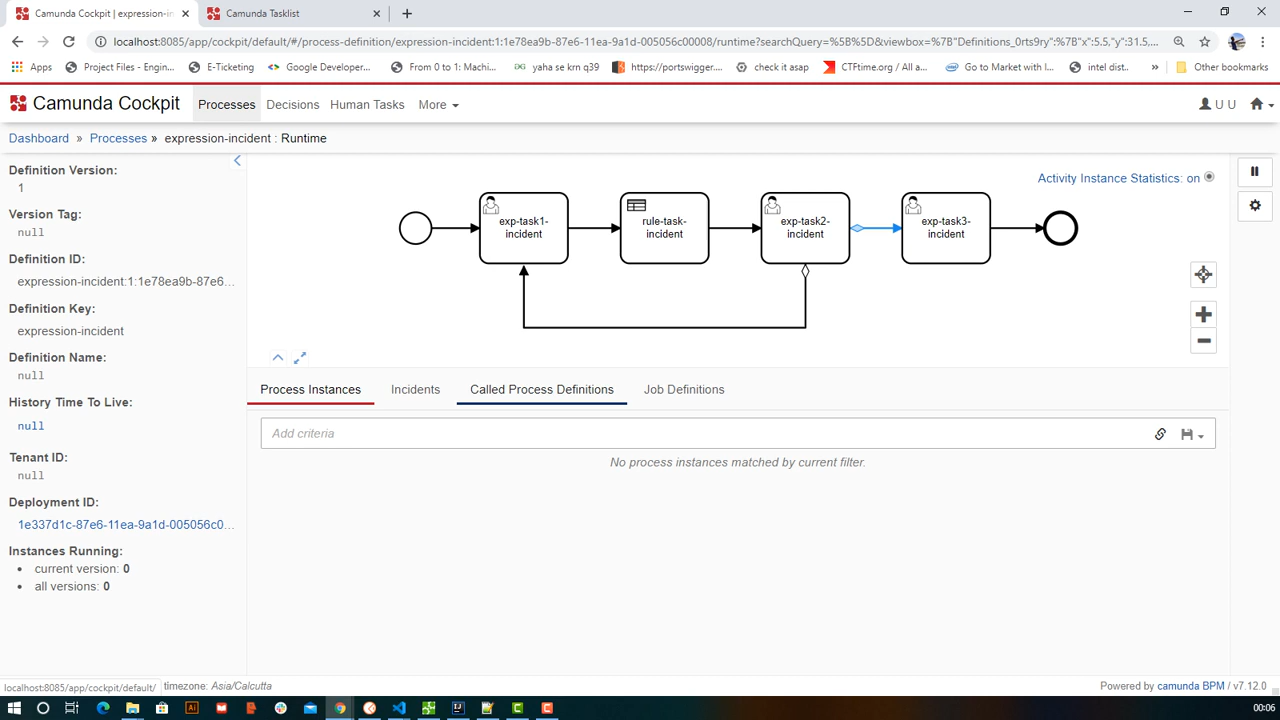 Camunda Cockpit | expression-in
Camunda Tasklist
localhost:8085/app/cockpit/default/#/process-definition/expression-incident:1:1e78ea9b-87e6-11ea-9a1d-005056c00008/runtime?searchQuery=%5B%5D&viewbox=%7B"Definitions_0rts9ry":%7B"x":5.5,"y":31.5,...
Apps
Project Files - Engin...
E-Ticketing
Google Developer...
From 0 to 1: Machi...
yaha se krn q39
https://portswigger....
check it asap
CTFtime.org / All a...
Go to Market with I...
intel dist..
»
Other bookmarks
Camunda Cockpit
Processes
Decisions
Human Tasks
More
U U
Dashboard » Processes » expression-incident : Runtime
Definition Version:
1
Version Tag:
null
Definition ID:
expression-incident:1:1e78ea9b-87e6...
Definition Key:
expression-incident
Definition Name:
null
History Time To Live:
null
Tenant ID:
null
Deployment ID:
1e337d1c-87e6-11ea-9a1d-005056c0...
Instances Running:
current version: 0
all versions: 0
Activity Instance Statistics: on
exp-task1-
incident
rule-task-
incident
exp-task2-
incident
exp-task3-
incident
Process Instances
Incidents
Called Process Definitions
Job Definitions
Add criteria
No process instances matched by current filter.
localhost:8085/app/cockpit/default/
timezone: Asia/Calcutta
Powered by camunda BPM / v7.12.0
00:06